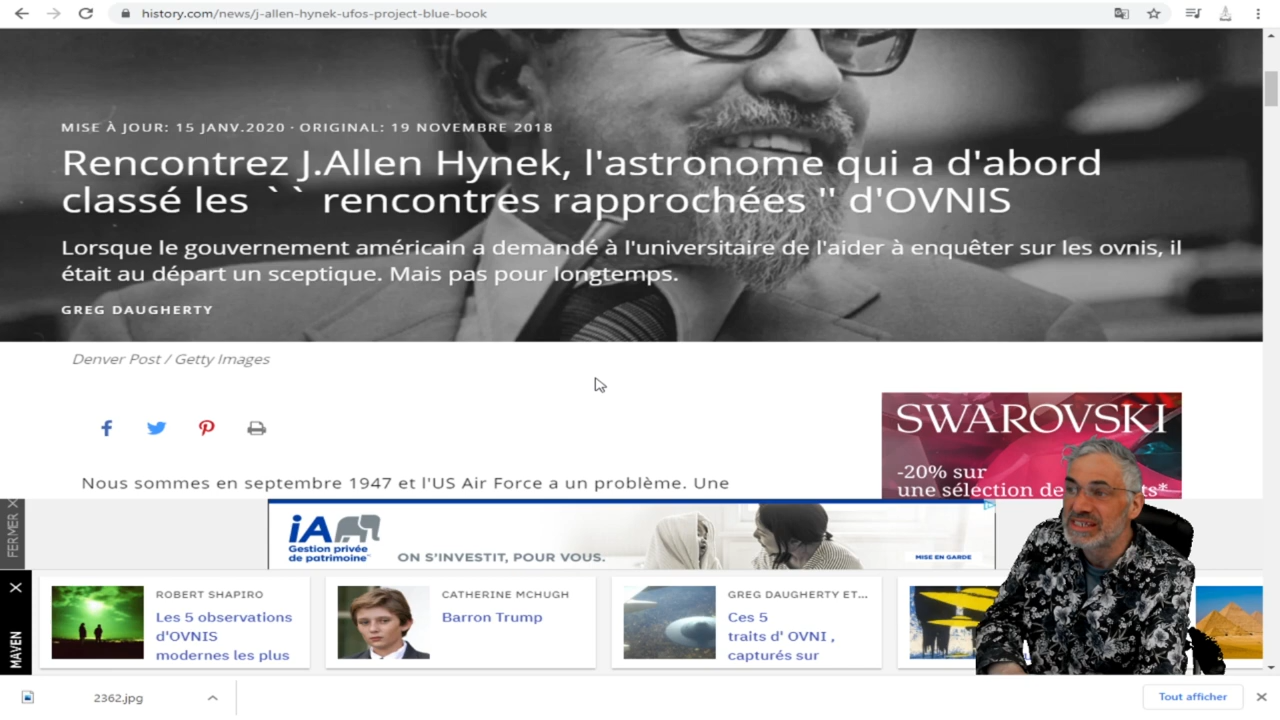 history.com/news/j-allen-hynek-ufos-project-blue-book
MISE À JOUR: 15 JANV.2020 · ORIGINAL: 19 NOVEMBRE 2018
Rencontrez J.Allen Hynek, l'astronome qui a d'abord
classé les `` rencontres rapprochées '' d'OVNIS
Lorsque le gouvernement américain a demandé à l'universitaire de l'aider à enquêter sur les ovnis, il
était au départ un sceptique. Mais pas pour longtemps.
GREG DAUGHERTY
Denver Post / Getty Images
Nous sommes en septembre 1947 et l'US Air Force a un problème. Une
SWAROVSKI
-20% sur
une sélection de
ts*
FERMER X
iA
Gestion privée
de patrimoine
ON S'INVESTIT, POUR VOUS.
MISE EN GARDE
MAVEN
ROBERT SHAPIRO
Les 5 observations
d'OVNIS
modernes les plus
CATHERINE MCHUGH
Barron Trump
GREG DAUGHERTY ET...
Ces 5
traits d' OVNI ,
capturés sur
2362.jpg
Tout afficher